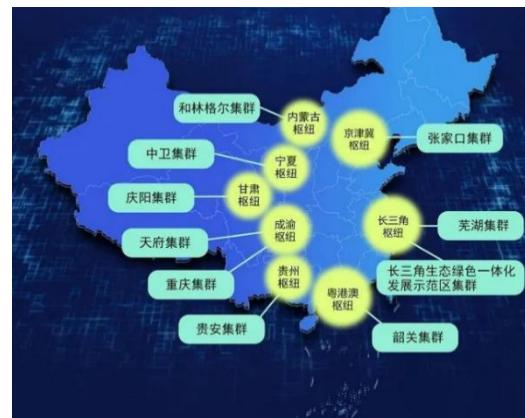 和林格尔集群
内蒙古
枢纽
京津冀
枢纽
张家口集群
中卫集群
宁夏
枢纽
庆阳集群
甘肃
枢纽
天府集群
成渝
枢纽
长三角
枢纽
芜湖集群
重庆集群
贵州
枢纽
长三角生态绿色一体化
发展示范区集群
贵安集群
粤港澳
枢纽
韶关集群